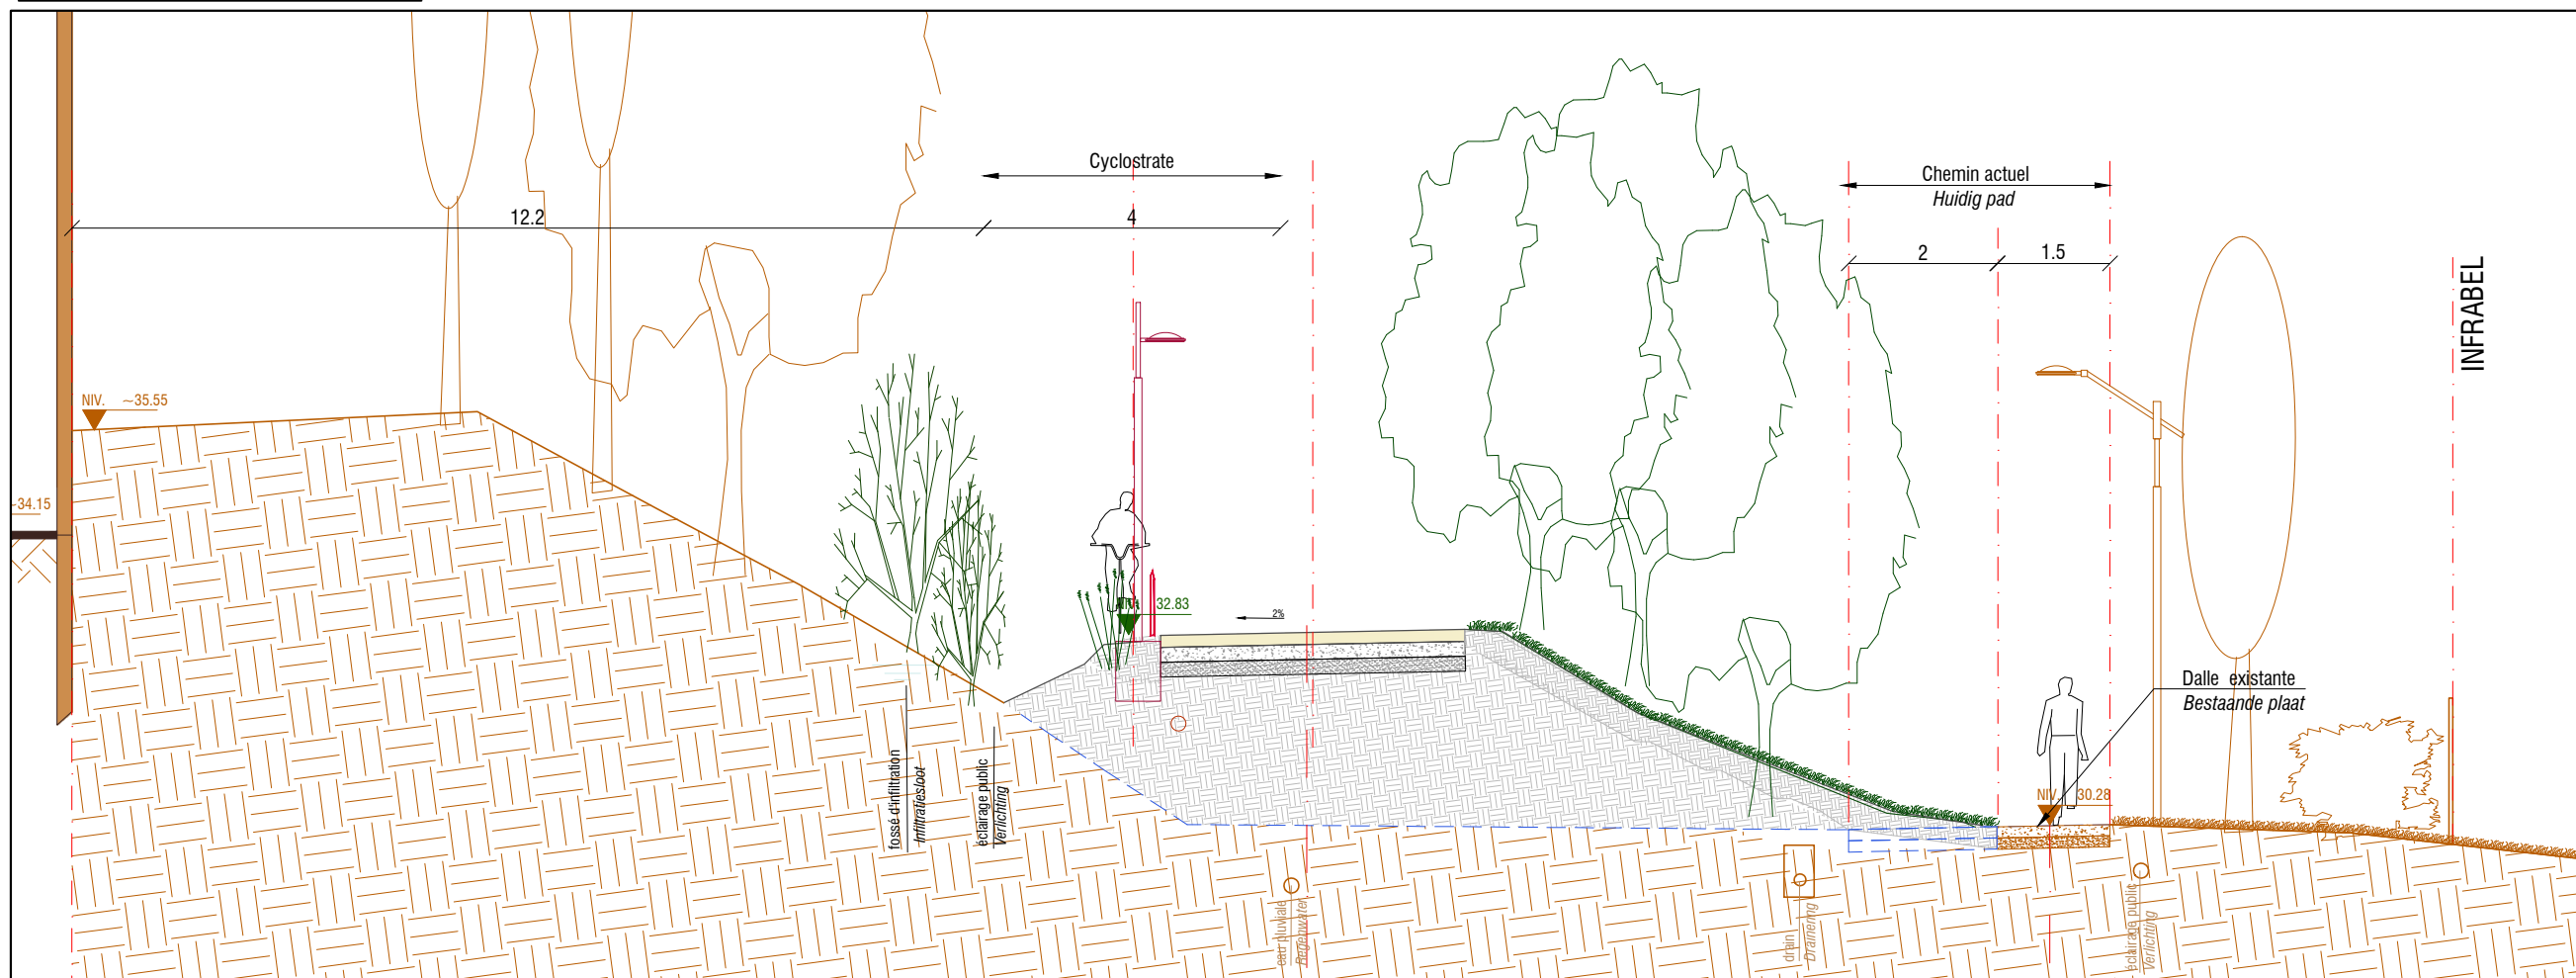 Cyclostrate
Chemin actuel
Huidig pad
12.2
4
2
1.5
INFRABEL
NIV. ~35.55
-34.15
32.83
2%
Dalle existante
Bestaande plaat
NIV. 30.28
fossé d'infiltration
Infiltratiesloot
éclairage public
Verlichting
eau pluviale
Regenwater
drain
Drainering
éclairage public
Verlichting